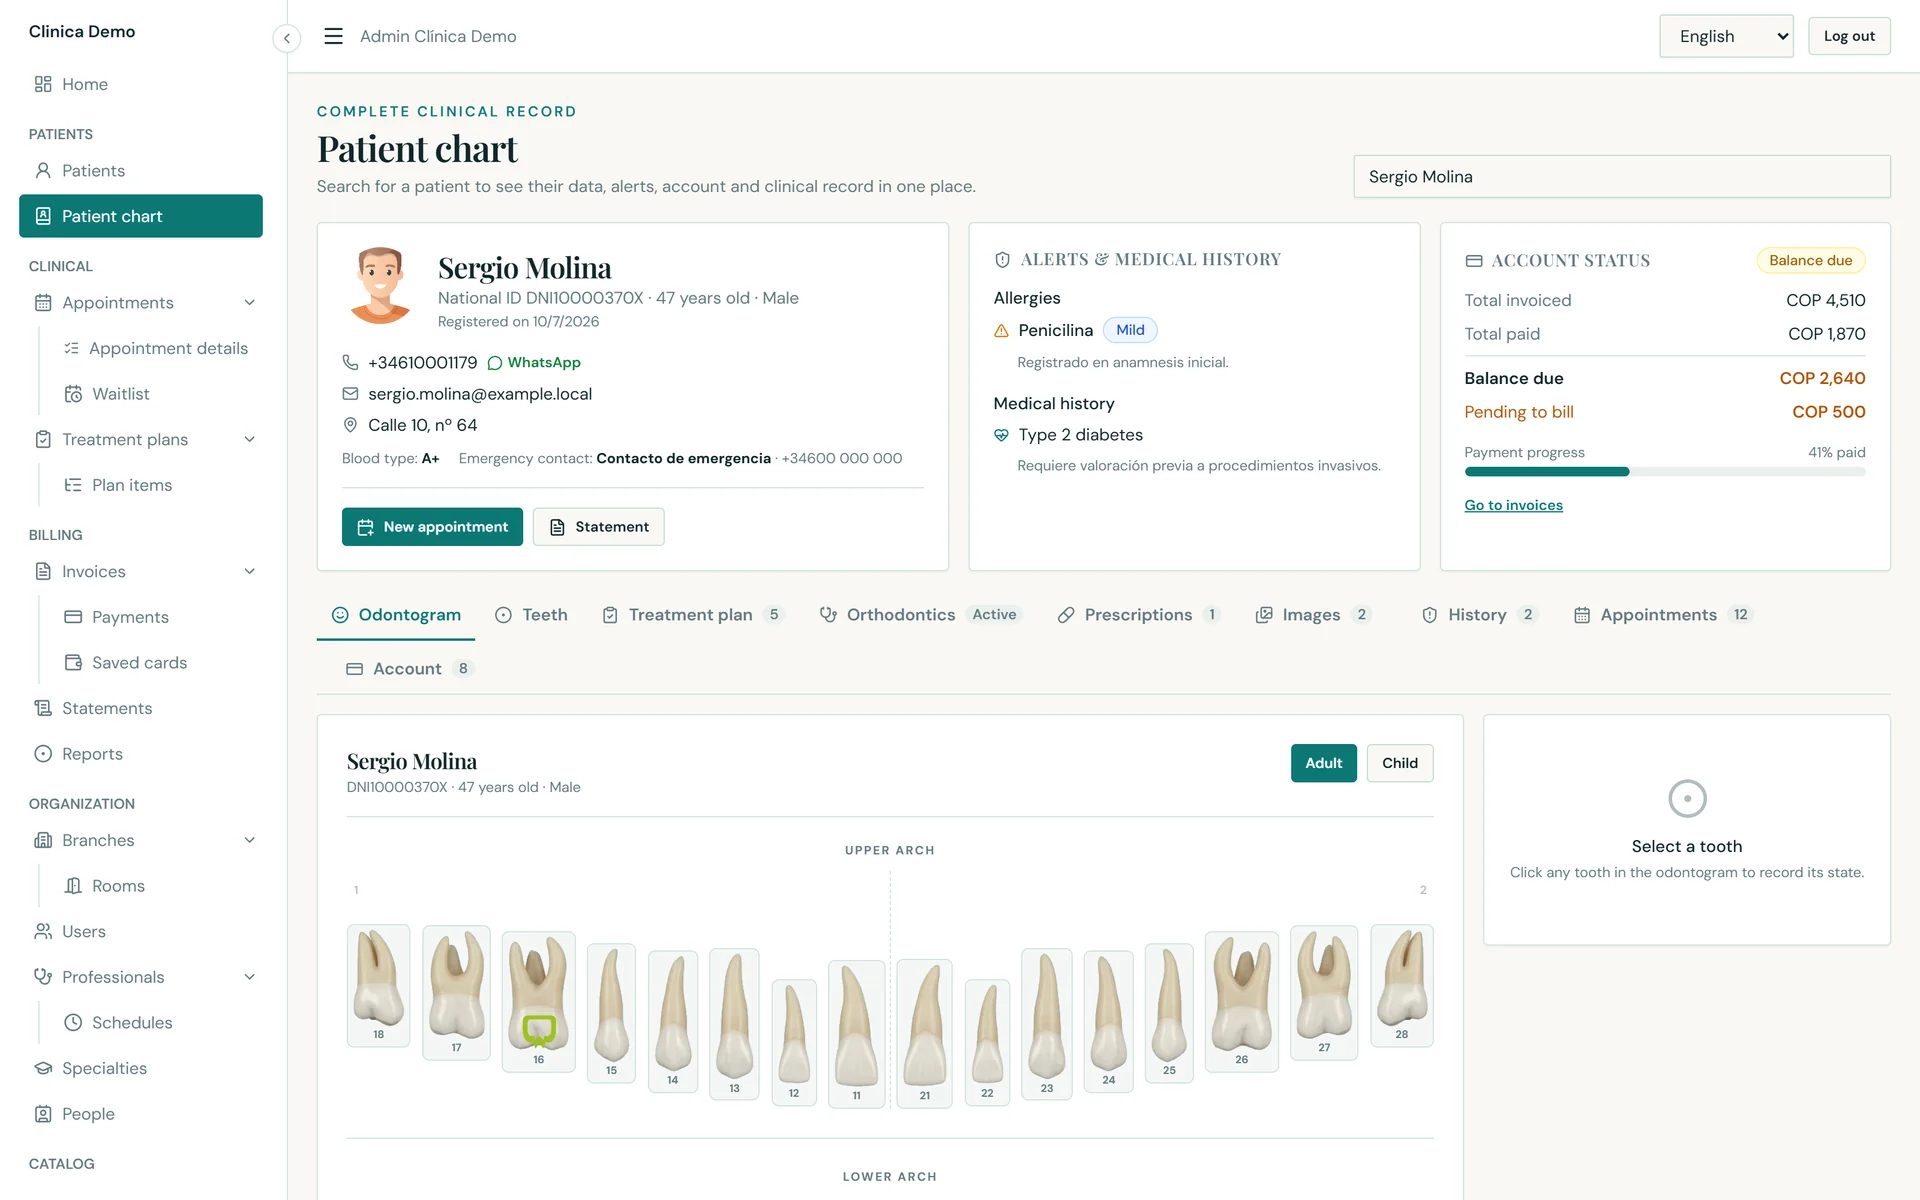 Clinica Demo
Home
PATIENTS
Patients
Patient chart
CLINICAL
Appointments
Appointment details
Waitlist
Treatment plans
Plan items
BILLING
Invoices
Payments
Saved cards
Statements
Reports
ORGANIZATION
Branches
Rooms
Users
Professionals
Schedules
Specialties
People
CATALOG
Admin Clínica Demo
English
Log out
COMPLETE CLINICAL RECORD
Patient chart
Search for a patient to see their data, alerts, account and clinical record in one place.
Sergio Molina
Sergio Molina
National ID DNI10000370X · 47 years old · Male
Registered on 10/7/2026
+34610001179 WhatsApp
sergio.molina@example.local
Calle 10, nº 64
Blood type: A+ Emergency contact: Contacto de emergencia · +34600 000 000
New appointment
Statement
ALERTS & MEDICAL HISTORY
Allergies
Penicilina Mild
Registrado en anamnesis inicial.
Medical history
Type 2 diabetes
Requiere valoración previa a procedimientos invasivos.
ACCOUNT STATUS Balance due
Total invoiced COP 4,510
Total paid COP 1,870
Balance due COP 2,640
Pending to bill COP 500
Payment progress 41% paid
Go to invoices
Odontogram Teeth Treatment plan 5 Orthodontics Active Prescriptions 1 Images 2 History 2 Appointments 12
Account 8
Sergio Molina
DNI10000370X · 47 years old · Male
Adult Child
UPPER ARCH
1 2
18 17 16 15 14 13 12 11 21 22 23 24 25 26 27 28
LOWER ARCH
Select a tooth
Click any tooth in the odontogram to record its state.